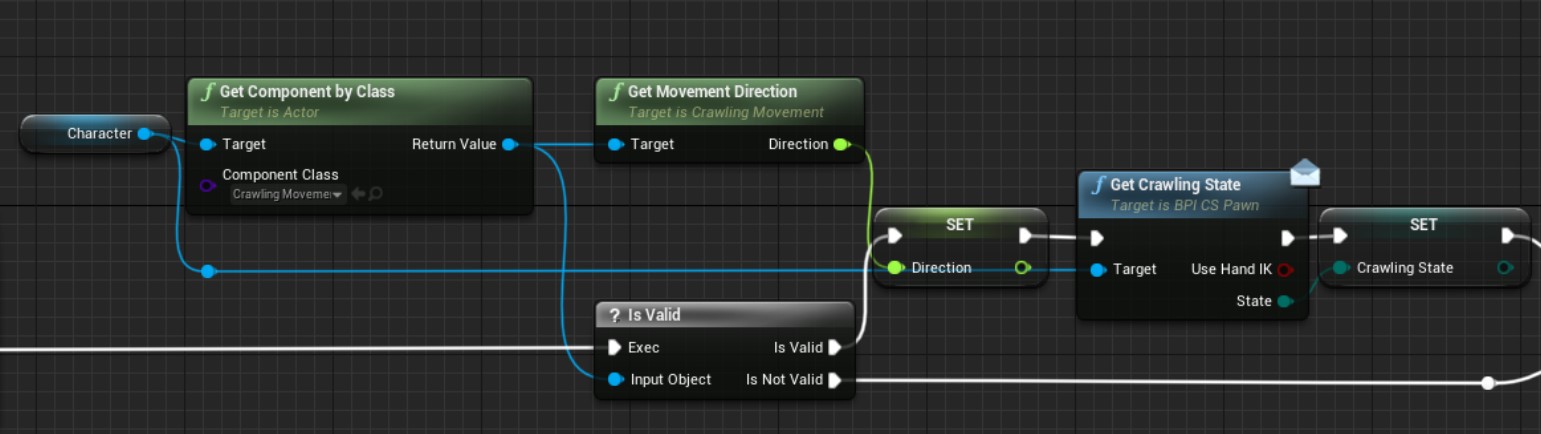 Character
f Get Component by Class
Target is Actor
Target
Return Value
Component Class
Crawling Moveme
f Get Movement Direction
Target is Crawling Movement
Target
Direction
SET
Direction
f Get Crawling State
Target is BPI CS Pawn
Target
Use Hand IK
State
SET
Crawling State
? Is Valid
Exec
Is Valid
Input Object
Is Not Valid